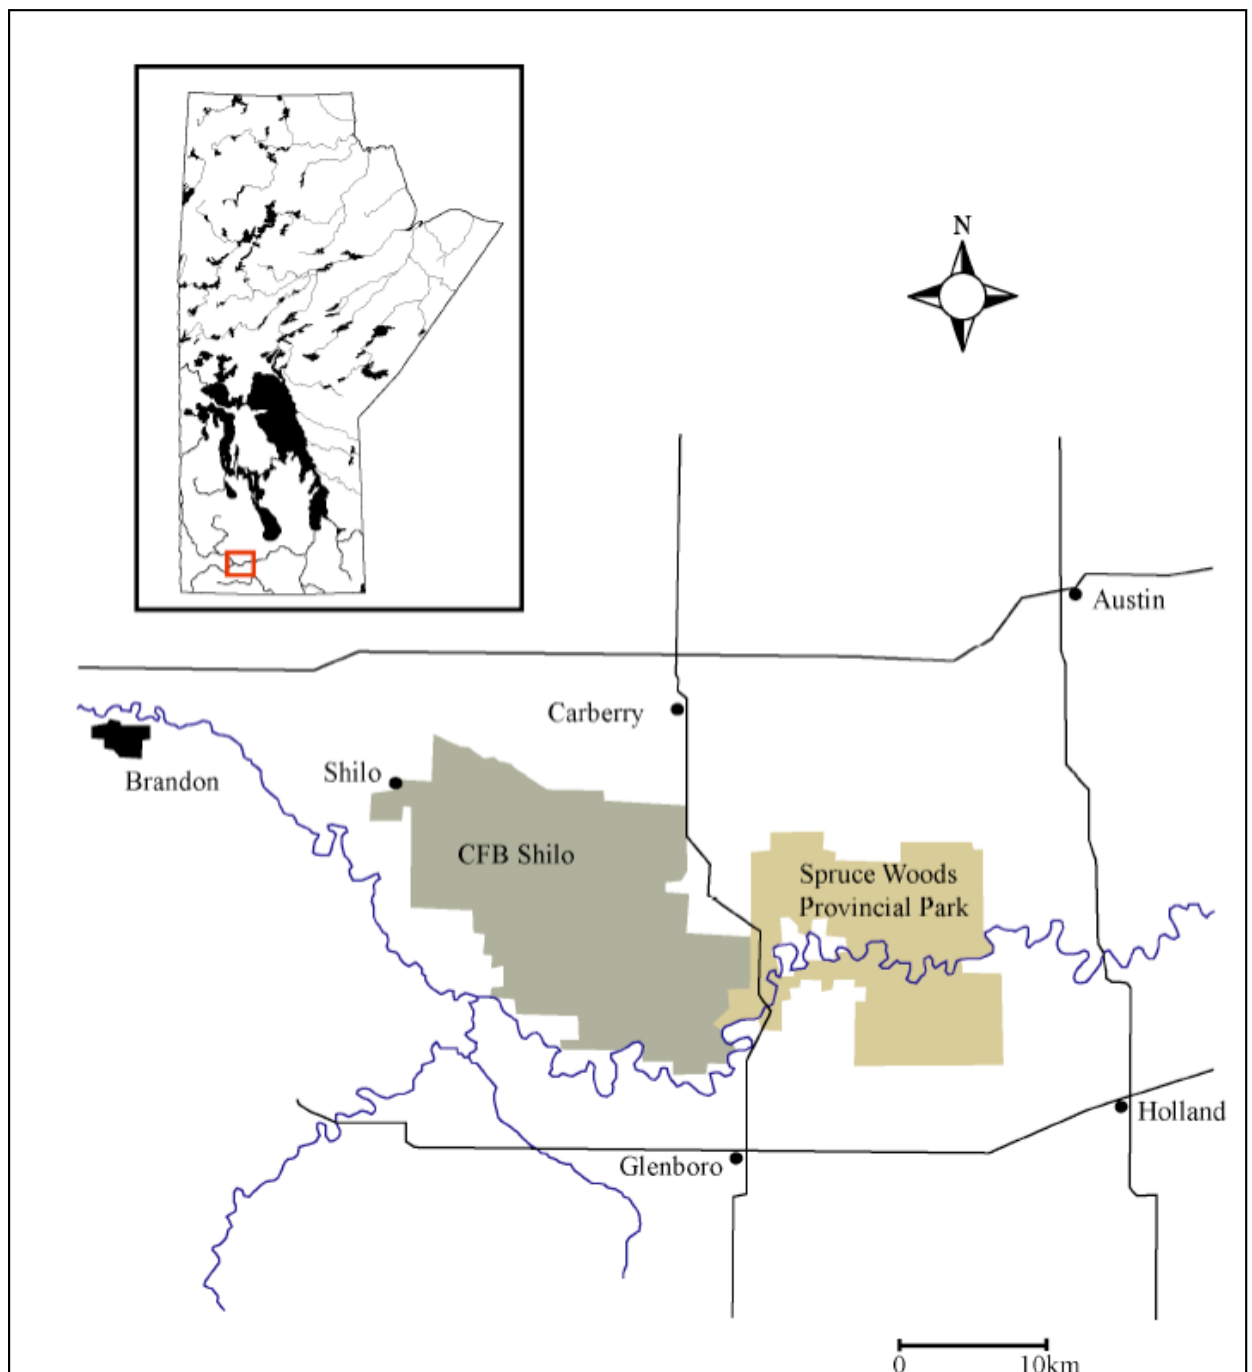 N
Austin
Carberry
Shilo
Brandon
CFB Shilo
Spruce Woods
Provincial Park
Holland
Glenboro
0 10km